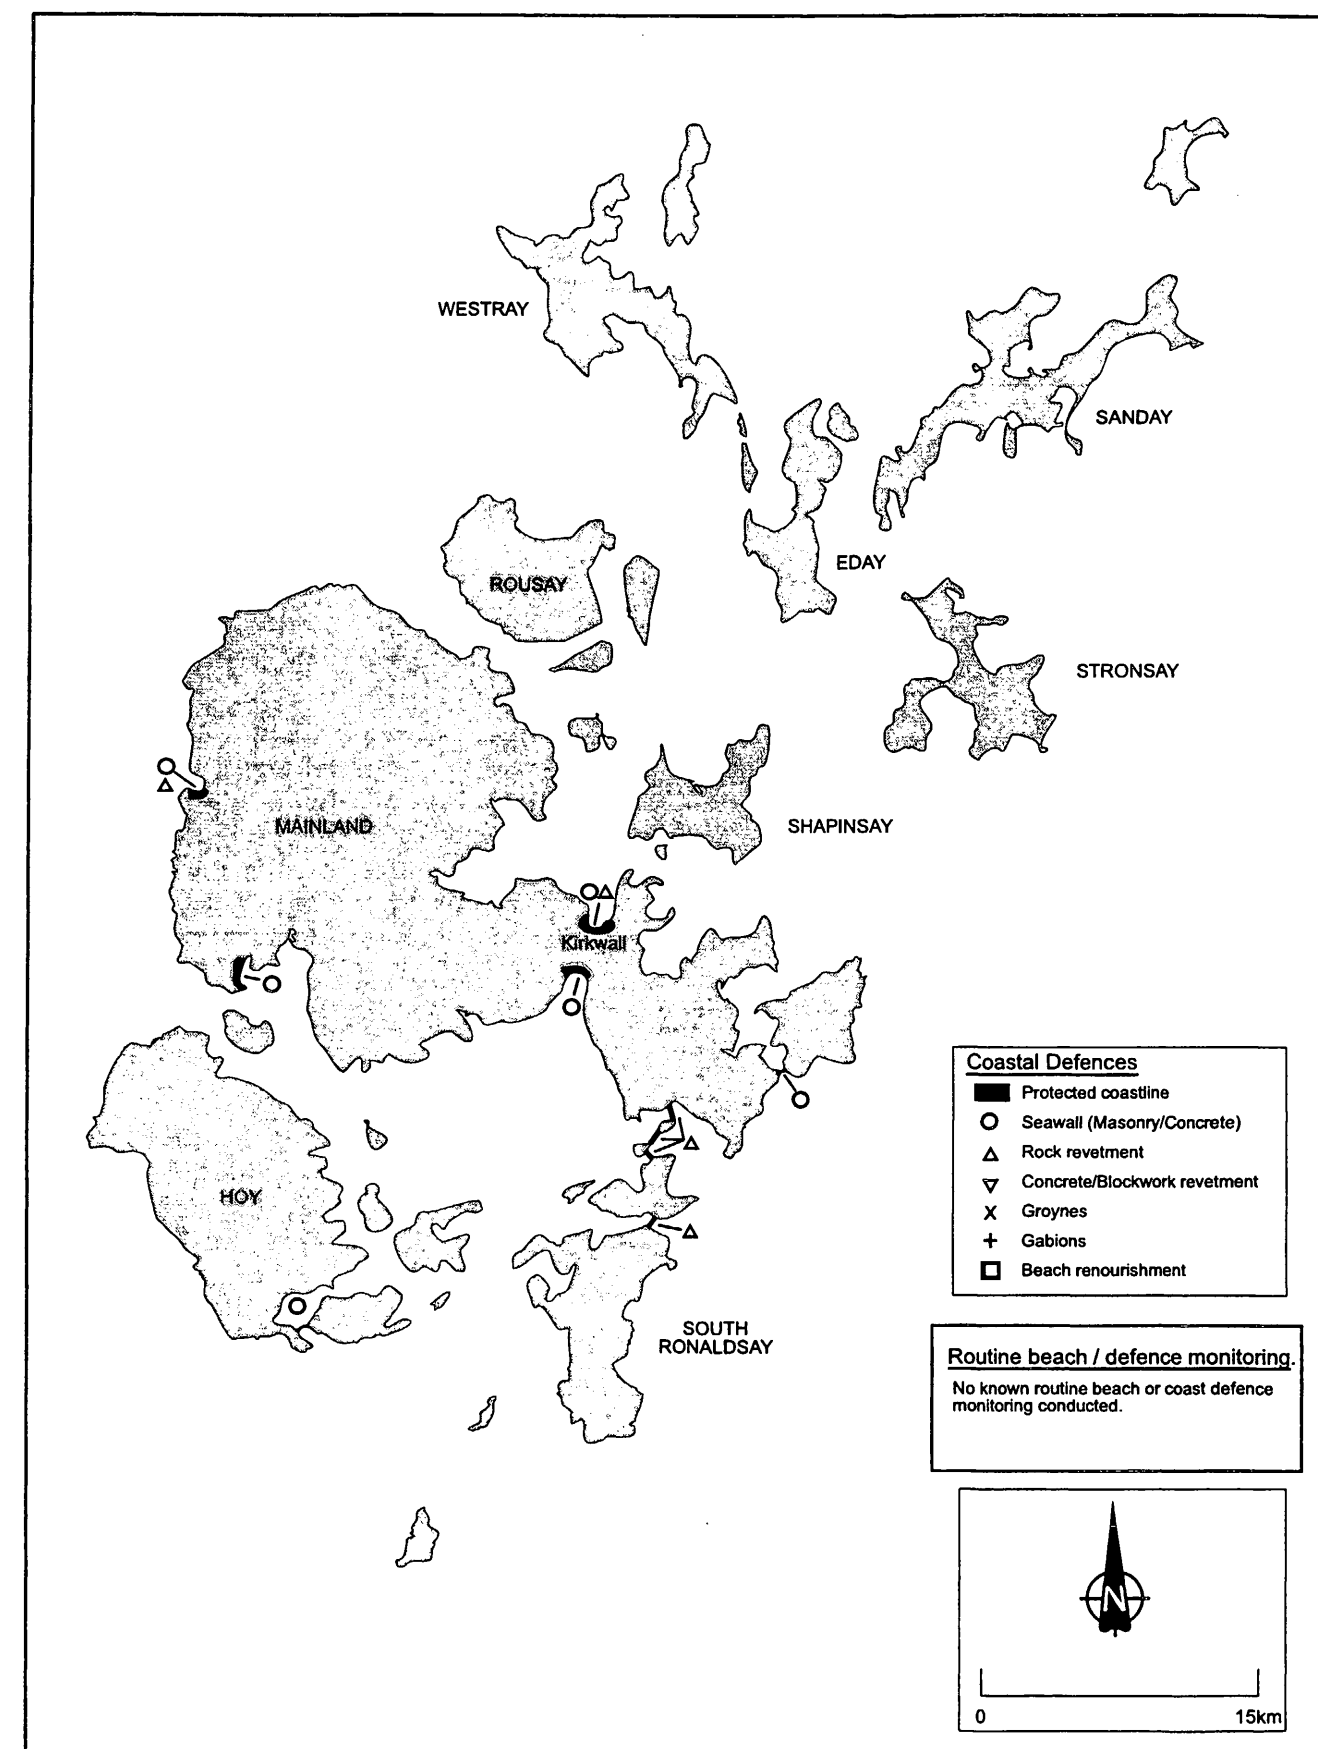 WESTRAY
SANDAY
EDAY
ROUSAY
STRONSAY
MAINLAND
SHAPINSAY
Kirkwall
HOY
SOUTH
RONALDSAY
Coastal Defences
Protected coastline
Seawall (Masonry/Concrete)
Rock revetment
Concrete/Blockwork revetment
Groynes
Gabions
Beach renourishment
Routine beach / defence monitoring.
No known routine beach or coast defence
monitoring conducted.
N
0 15km